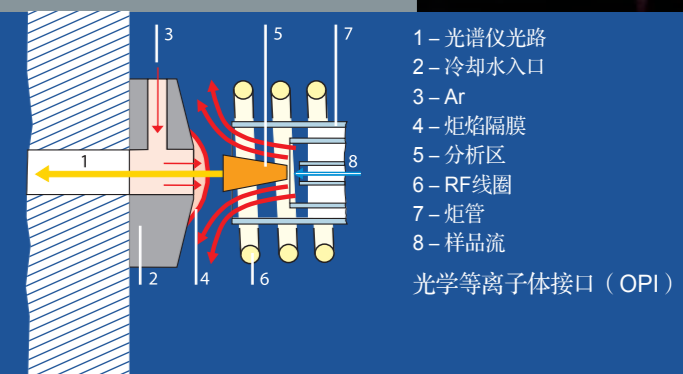 3
5
7
1
8
2
4
6
1 – 光谱仪光路
2 – 冷却水入口
3 – Ar
4 – 炬焰隔膜
5 – 分析区
6 – RF线圈
7 – 炬管
8 – 样品流
光学等离子体接口（OPI）